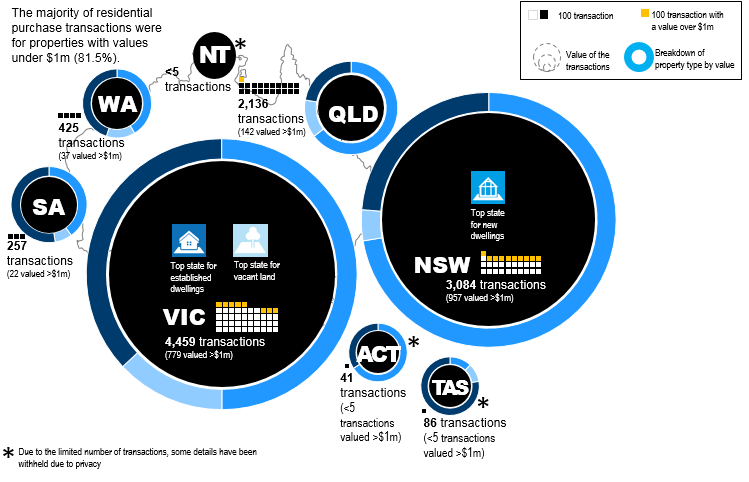 The majority of residential
purchase transactions were
for properties with values
under $1m (81.5%).
100 transaction
100 transaction with
a value over $1m
Value of the
transactions
Breakdown of
property type by value
NT *
<5
transactions
WA
425
transactions
(37 valued >$1m)
2,136
transactions
(142 valued >$1m)
QLD
SA
257
transactions
(22 valued >$1m)
Top state for
established
dwellings
Top state for
vacant land
VIC
4,459 transactions
(779 valued >$1m)
Top state
for new
dwellings
NSW
3,084 transactions
(957 valued >$1m)
ACT *
41
transactions
(<5
transactions
valued >$1m)
TAS *
86 transactions
(<5 transactions
valued >$1m)
* Due to the limited number of transactions, some details have been
withheld due to privacy